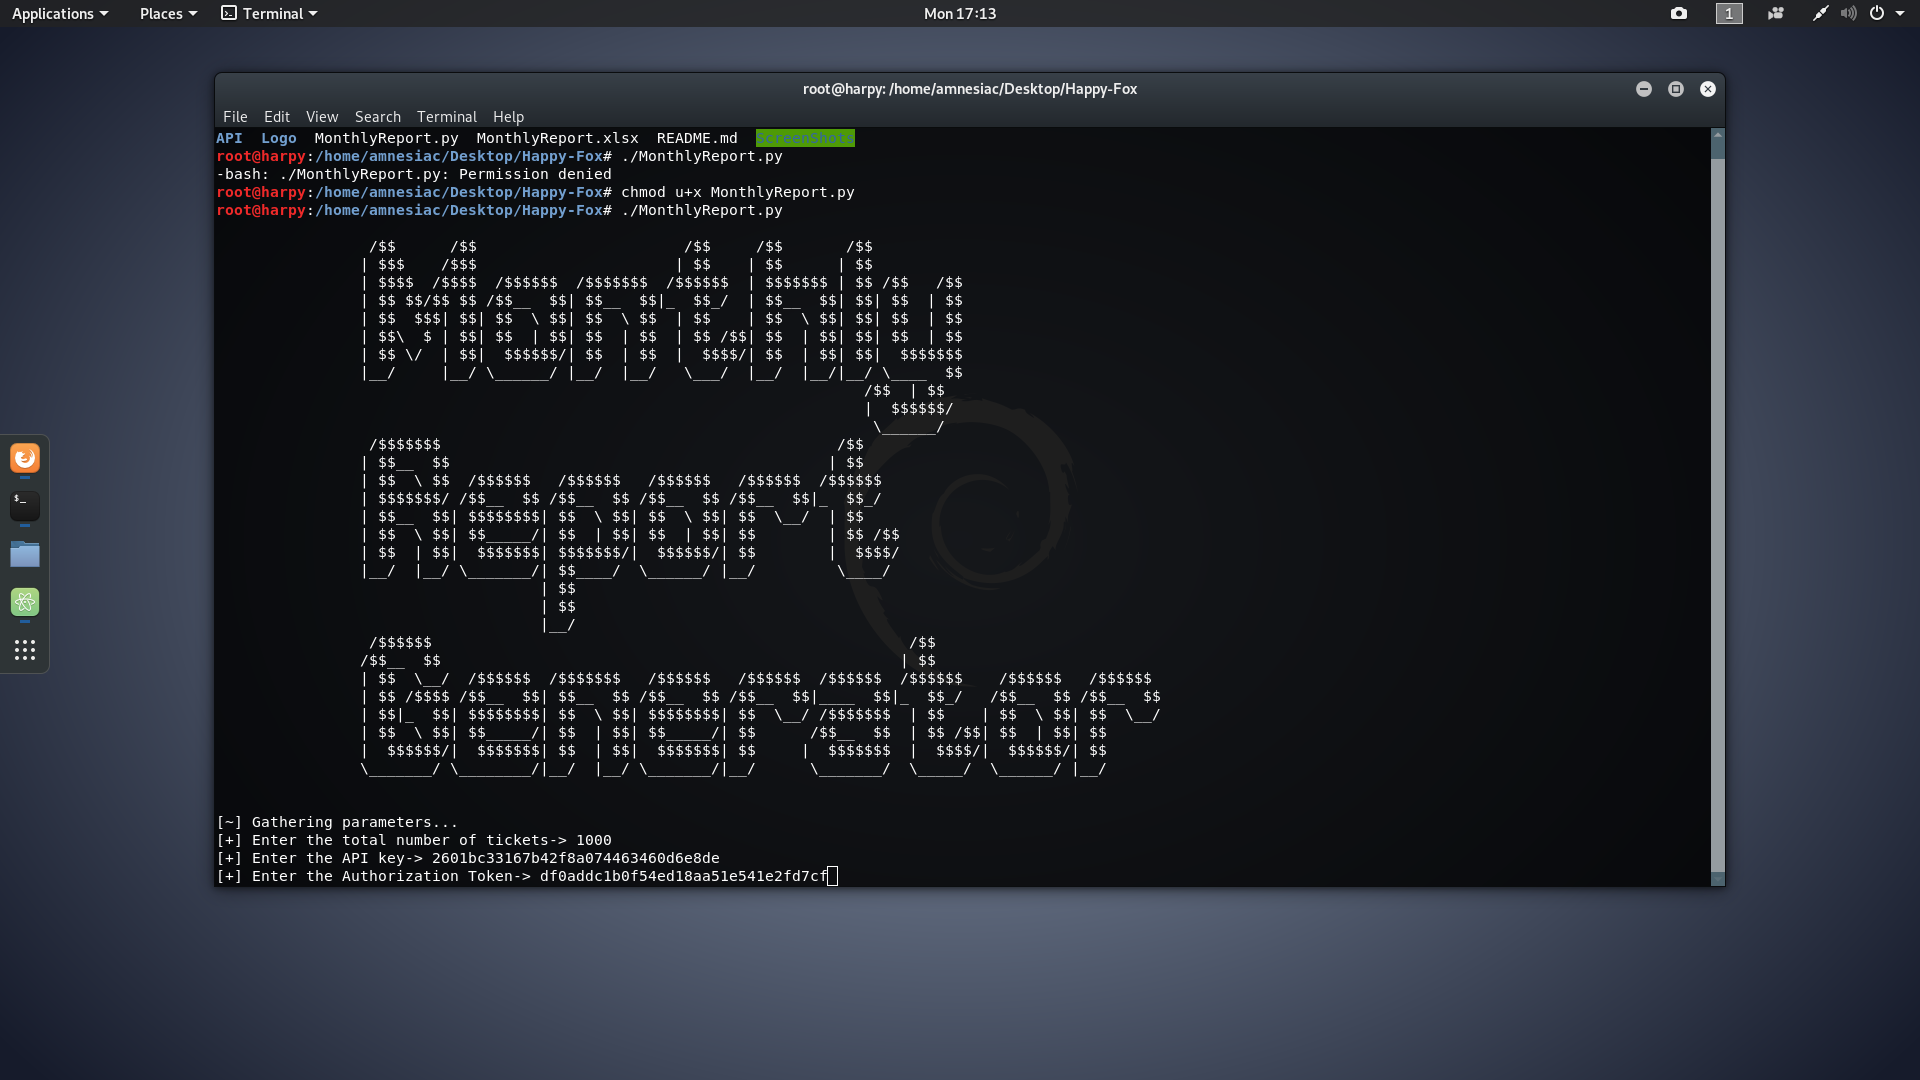 Applications Places Terminal Mon 17:13 1
root@harpy: /home/amnesiac/Desktop/Happy-Fox
File Edit View Search Terminal Help
API Logo MonthlyReport.py MonthlyReport.xlsx README.md ScreenShots
root@harpy:/home/amnesiac/Desktop/Happy-Fox# ./MonthlyReport.py
-bash: ./MonthlyReport.py: Permission denied
root@harpy:/home/amnesiac/Desktop/Happy-Fox# chmod u+x MonthlyReport.py
root@harpy:/home/amnesiac/Desktop/Happy-Fox# ./MonthlyReport.py
Monthly
Report
Generator
[~] Gathering parameters...
[+] Enter the total number of tickets-> 1000
[+] Enter the API key-> 2601bc33167b42f8a074463460d6e8de
[+] Enter the Authorization Token-> df0addc1b0f54ed18aa51e541e2fd7cf